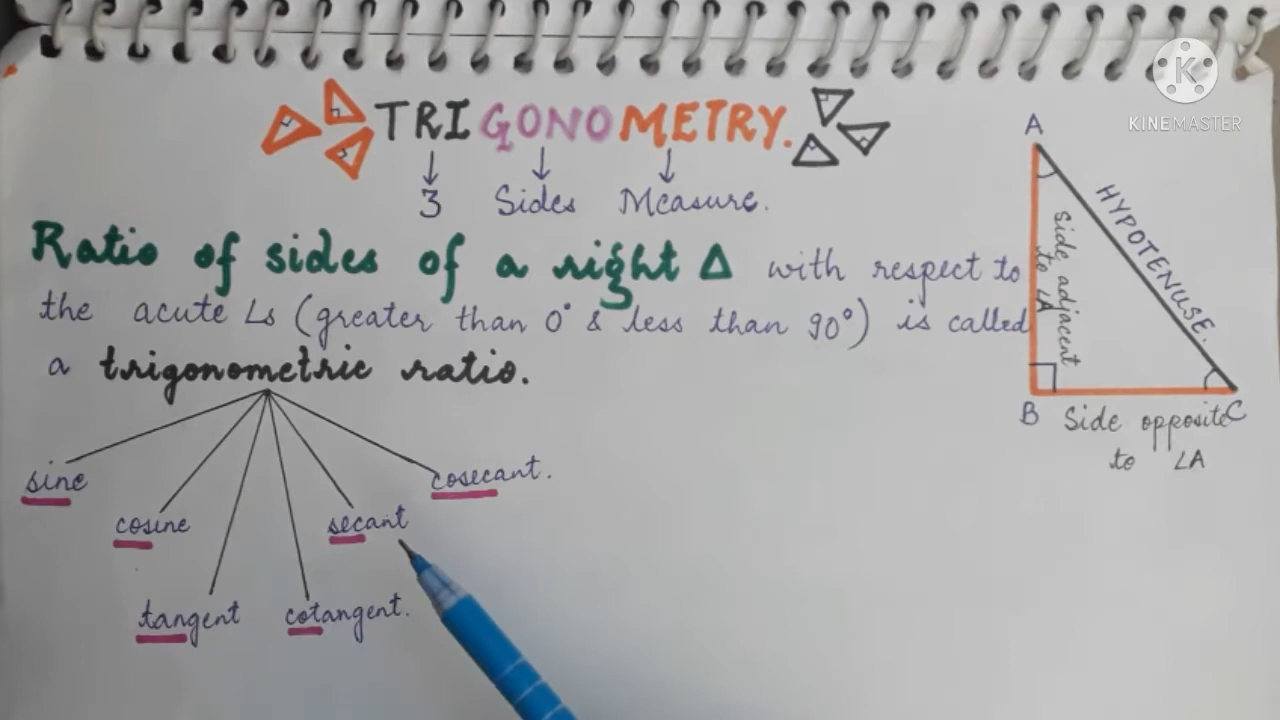 K
KINEMASTER
TRIGONOMETRY.
3 Sides Measure.
Ratio of sides of a right Δ with respect to
the acute ∠s (greater than 0° & less than 90°) is called
a trigonometric ratio.
sine
cosine
tangent
cotangent.
secant
cosecant.
A
HYPOTENUSE.
Side adjacent
to ∠A
B
C
Side opposite
to ∠A